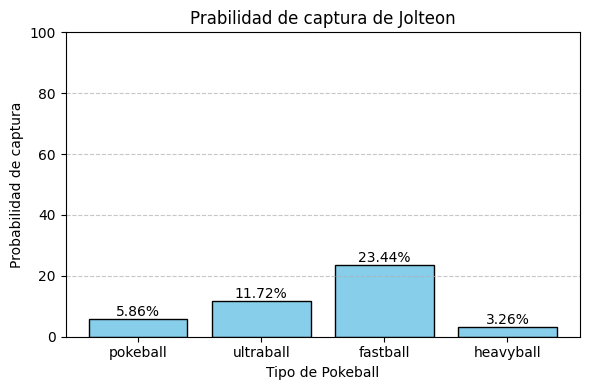 Prabilidad de captura de Jolteon
Probabilidad de captura
100
80
60
40
20
0
5.86%
11.72%
23.44%
3.26%
pokeball
ultraball
fastball
heavyball
Tipo de Pokeball